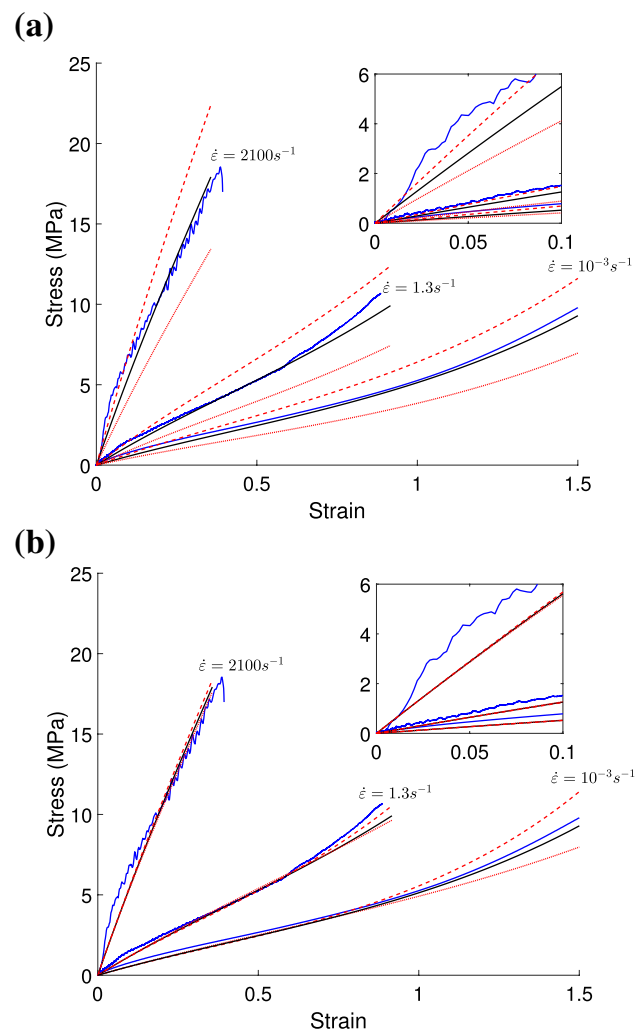 (a)
25
20
15
10
5
0
0
0.5
1
1.5
Stress (MPa)
Strain
ε̇ = 2100s⁻¹
ε̇ = 1.3s⁻¹
ε̇ = 10⁻³s⁻¹
6
4
2
0
0
0.05
0.1
(b)
25
20
15
10
5
0
0
0.5
1
1.5
Stress (MPa)
Strain
ε̇ = 2100s⁻¹
ε̇ = 1.3s⁻¹
ε̇ = 10⁻³s⁻¹
6
4
2
0
0
0.05
0.1